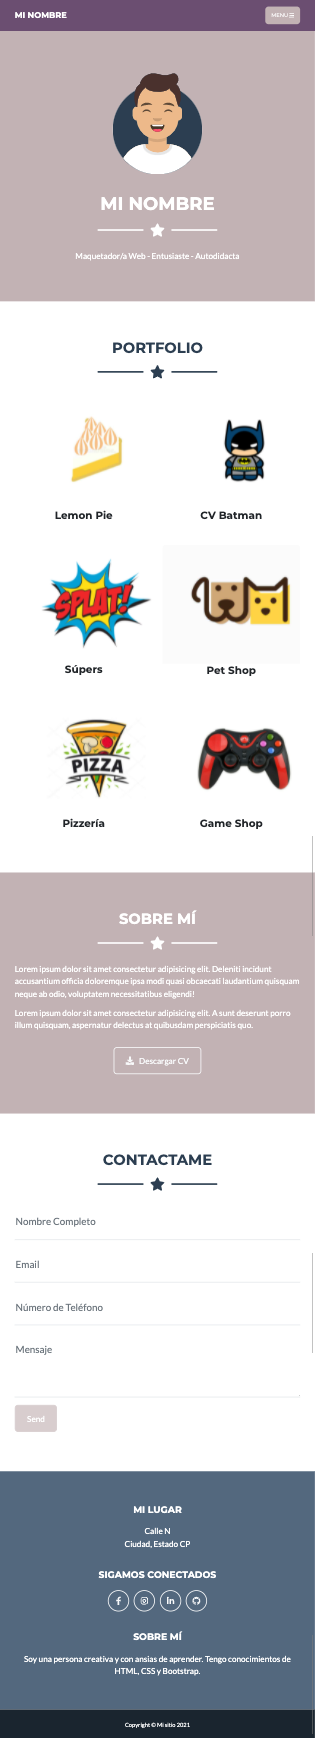 MI NOMBRE
MENU
MI NOMBRE
Maquetador/a Web - Entusiaste - Autodidacta
PORTFOLIO
Lemon Pie
CV Batman
SPLAT!
Súpers
Pet Shop
PIZZA
Pizzería
Game Shop
SOBRE MÍ
Lorem ipsum dolor sit amet consectetur adipisicing elit. Deleniti incidunt
accusantium officia doloremque ipsa modi quasi obcaecati laudantium quisquam
neque ab odio, voluptatem necessitatibus eligendi!
Lorem ipsum dolor sit amet consectetur adipisicing elit. A sunt deserunt porro
illum quisquam, aspernatur delectus at quibusdam perspiciatis quo.
Descargar CV
CONTACTAME
Nombre Completo
Email
Número de Teléfono
Mensaje
Send
MI LUGAR
Calle N
Ciudad, Estado CP
SIGAMOS CONECTADOS
SOBRE MÍ
Soy una persona creativa y con ansias de aprender. Tengo conocimientos de
HTML, CSS y Bootstrap.
Copyright © Mi sitio 2021